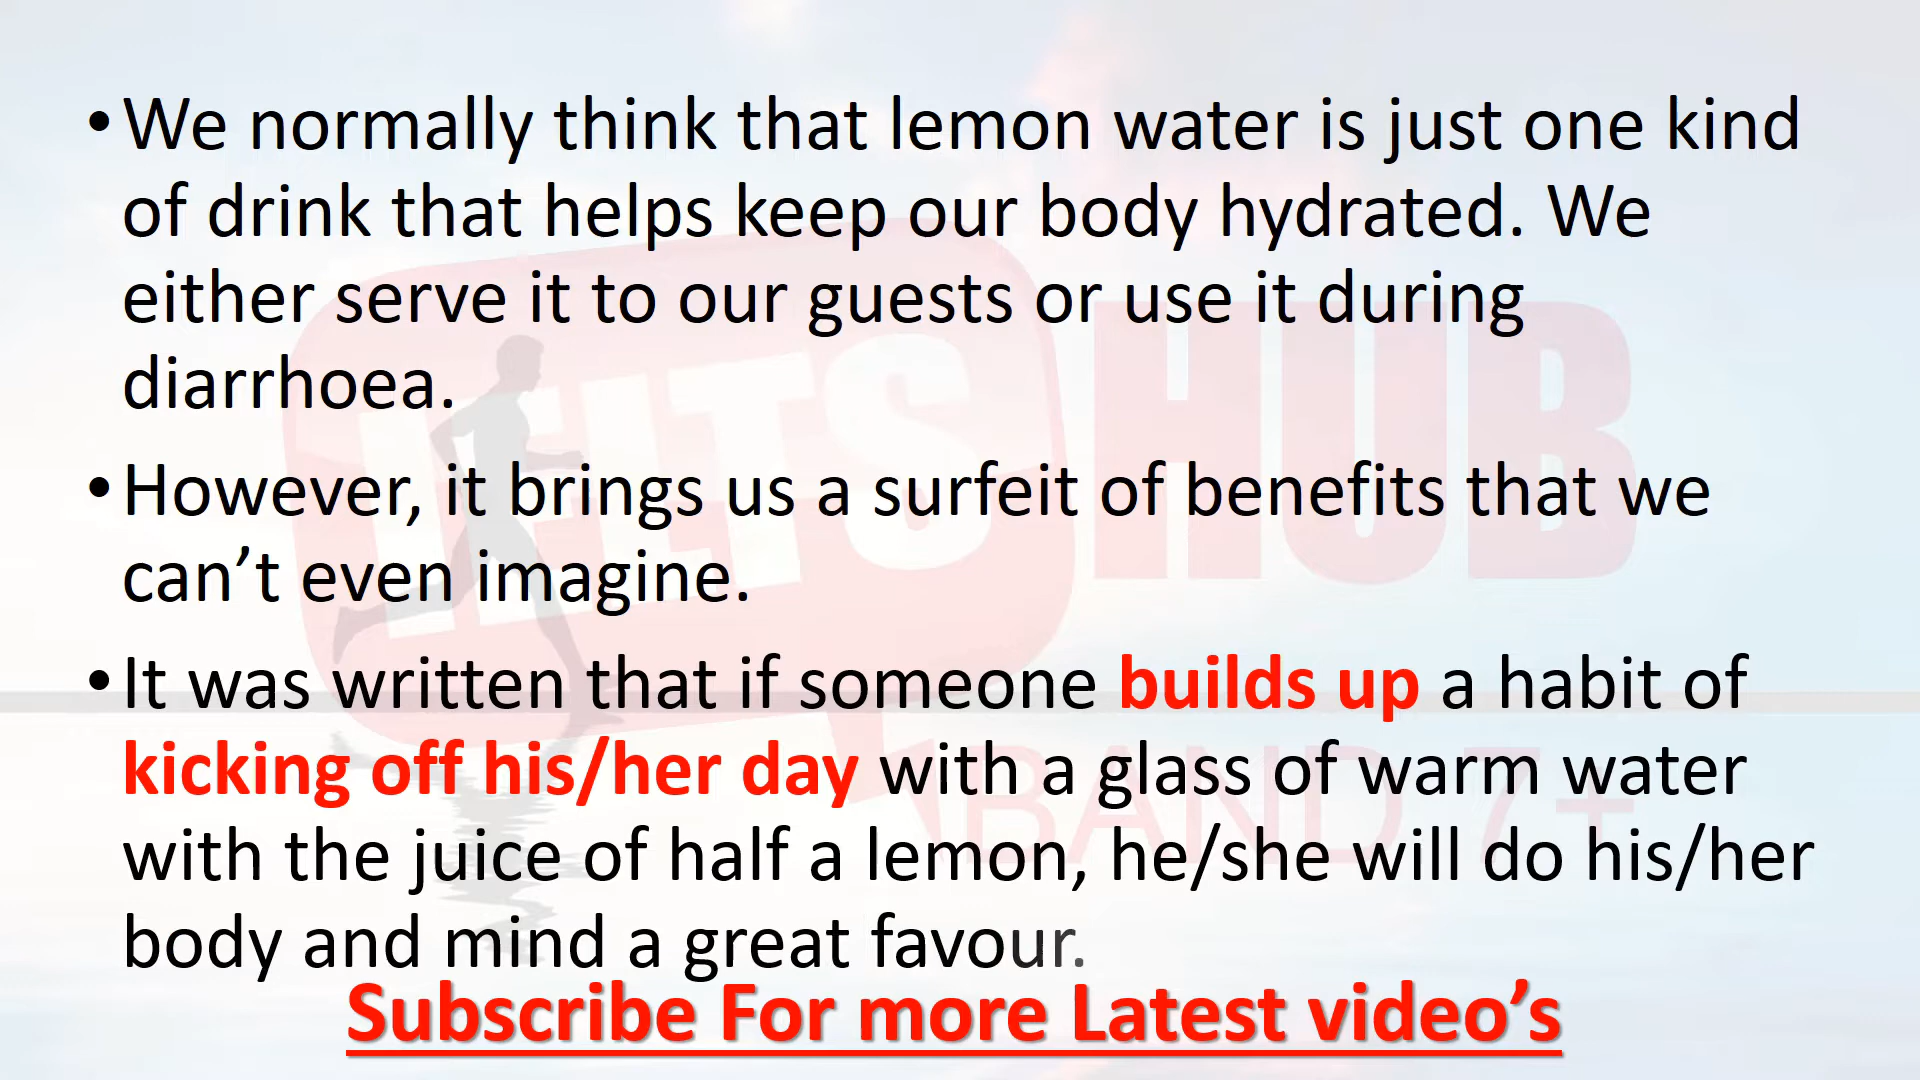 • We normally think that lemon water is just one kind
of drink that helps keep our body hydrated. We
either serve it to our guests or use it during
diarrhoea.
• However, it brings us a surfeit of benefits that we
can’t even imagine.
• It was written that if someone builds up a habit of
kicking off his/her day with a glass of warm water
with the juice of half a lemon, he/she will do his/her
body and mind a great favour.
Subscribe For more Latest video’s
IELTS HUB
BAND 7+